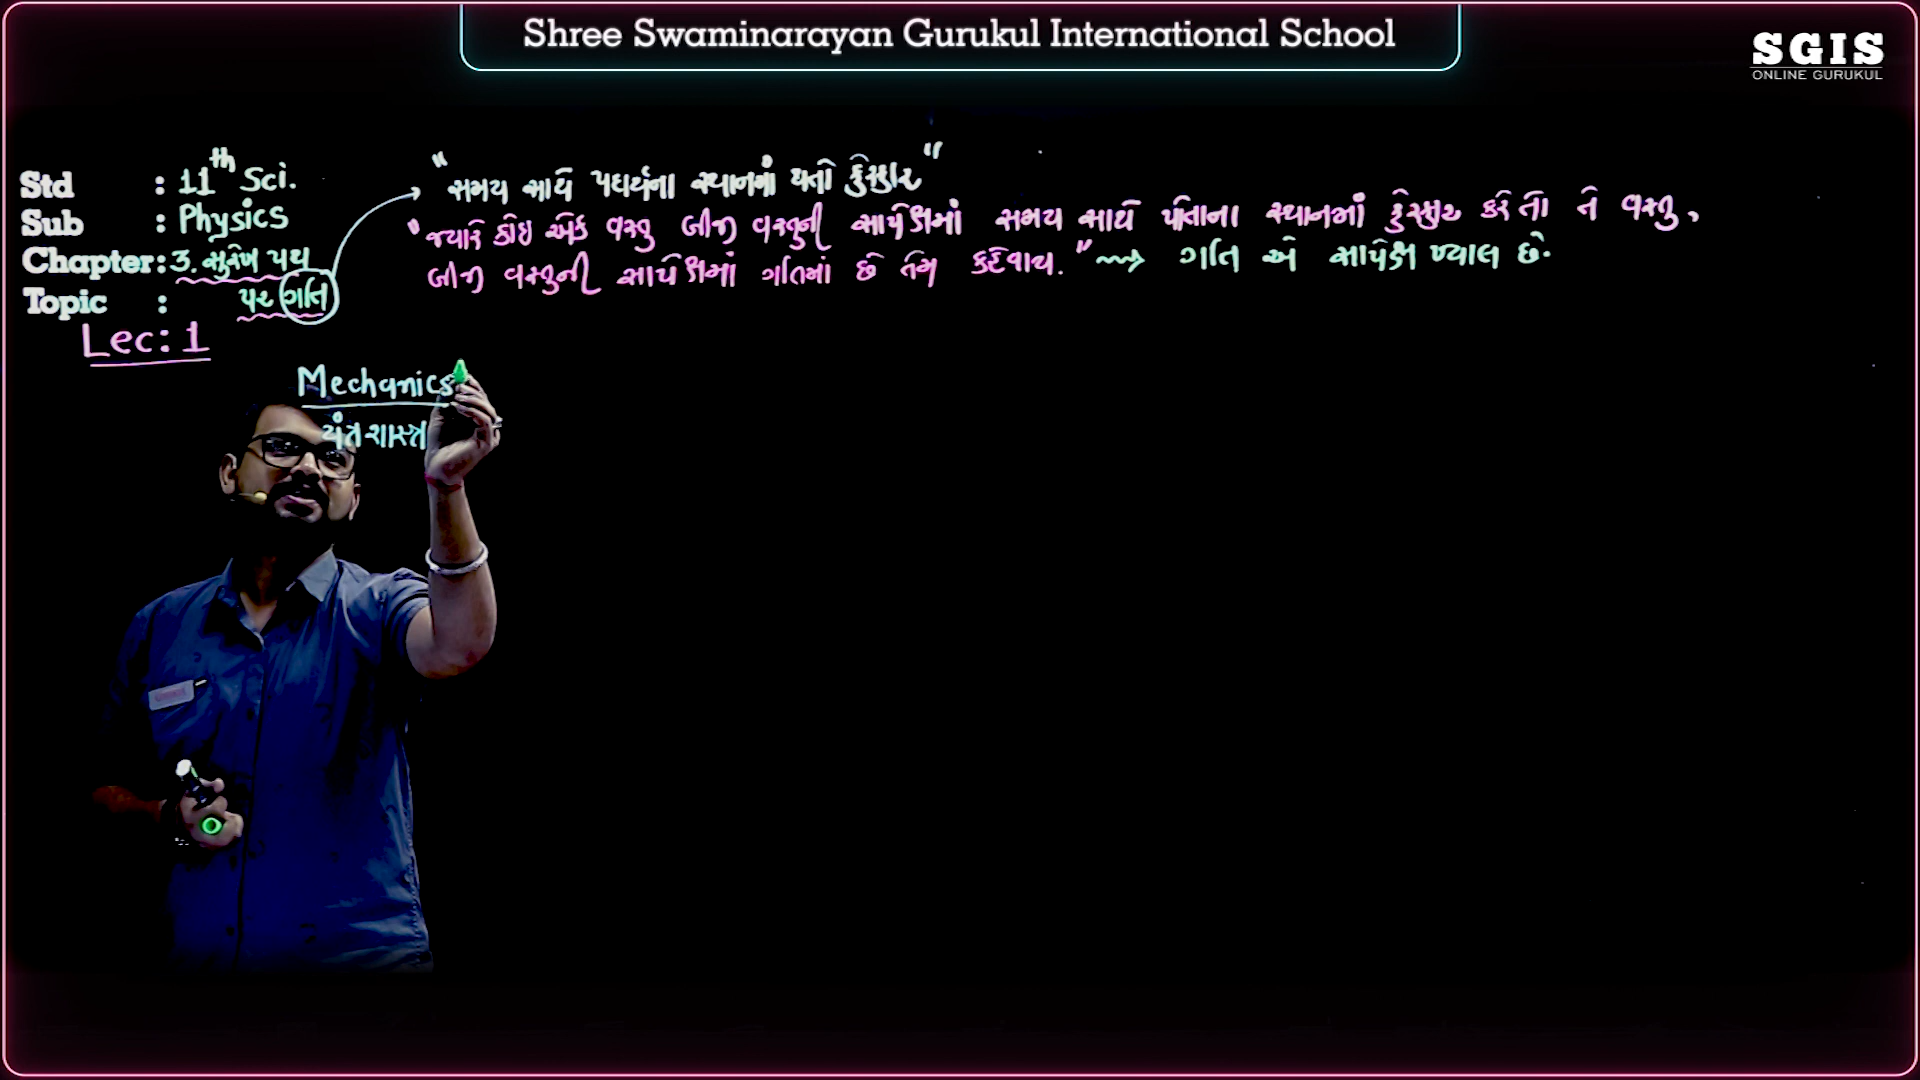 Shree Swaminarayan Gurukul International School
SGIS
ONLINE GURUKUL
Std : 11th Sci.
Sub : Physics
Chapter: 3. સુરેખ પથ
Topic : પર ગતિ
Lec: 1
"સમય સાથે પદાર્થના સ્થાનમાં થતો ફેરફાર"
"જ્યારે કોઇ એક વસ્તુ બીજી વસ્તુની સાપેક્ષમાં સમય સાથે પોતાના સ્થાનમાં ફેરફાર કરે તો તે વસ્તુ,
બીજી વસ્તુની સાપેક્ષમાં ગતિમાં છે તેમ કહેવાય." ⟿ ગતિ એ સાપેક્ષ ખ્યાલ છે.
Mechanics
યંત્રશાસ્ત્ર